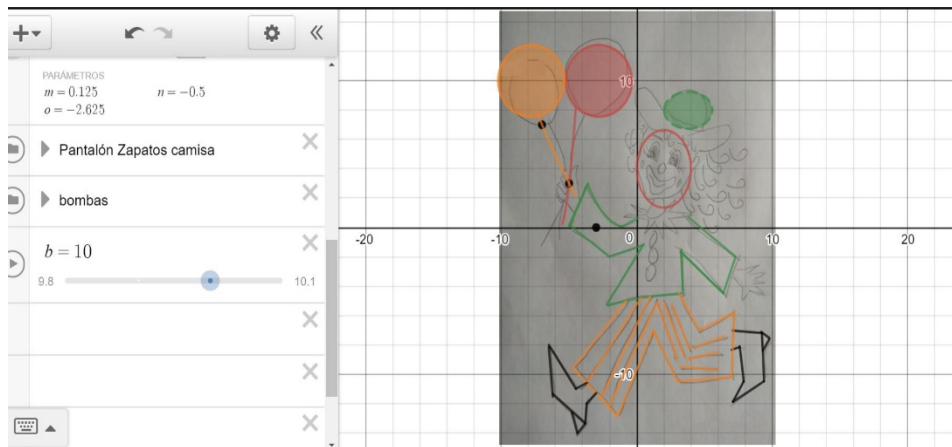 PARÁMETROS
m = 0.125 n = −0.5
o = −2.625
Pantalón Zapatos camisa
bombas
b = 10
9.8 10.1
10
-20 -10 0 10 20
-10